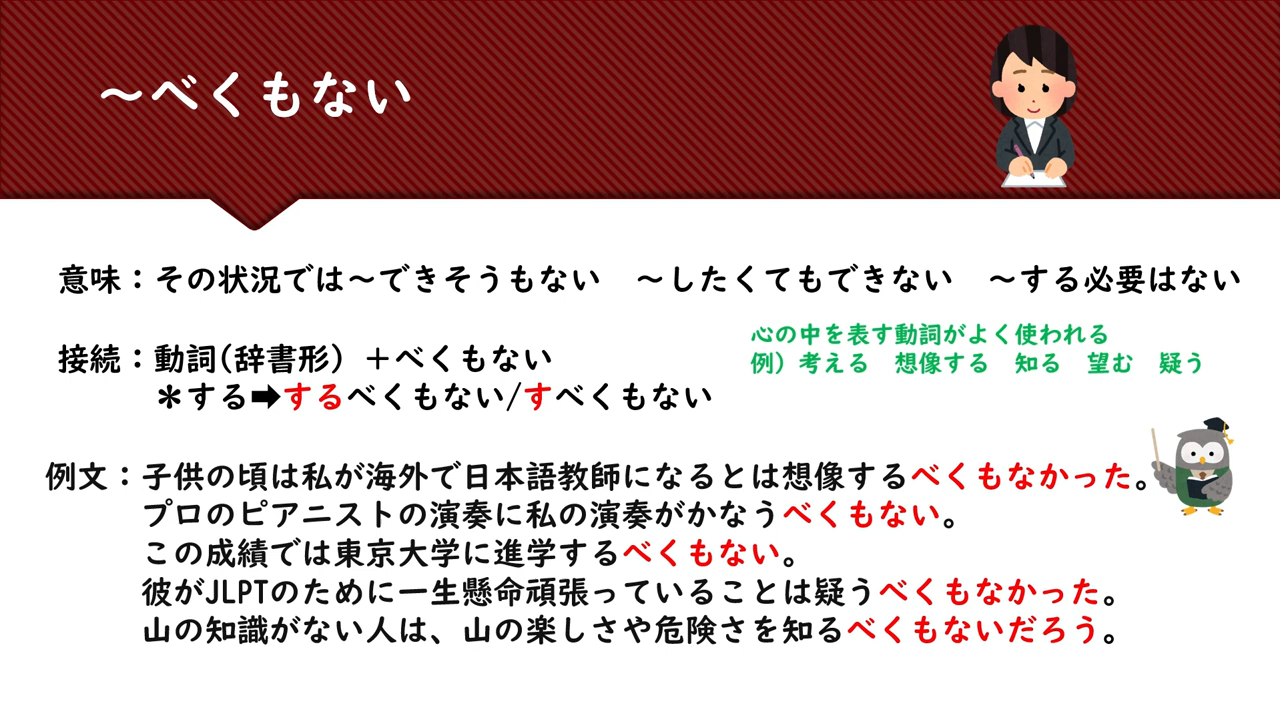 ～べくもない
意味：その状況では～できそうもない　～したくてもできない　～する必要はない
心の中を表す動詞がよく使われる
例）考える　想像する　知る　望む　疑う
接続：動詞(辞書形）＋べくもない
＊する➡するべくもない/すべくもない
例文：子供の頃は私が海外で日本語教師になるとは想像するべくもなかった。
プロのピアニストの演奏に私の演奏がかなうべくもない。
この成績では東京大学に進学するべくもない。
彼がJLPTのために一生懸命頑張っていることは疑うべくもなかった。
山の知識がない人は、山の楽しさや危険さを知るべくもないだろう。